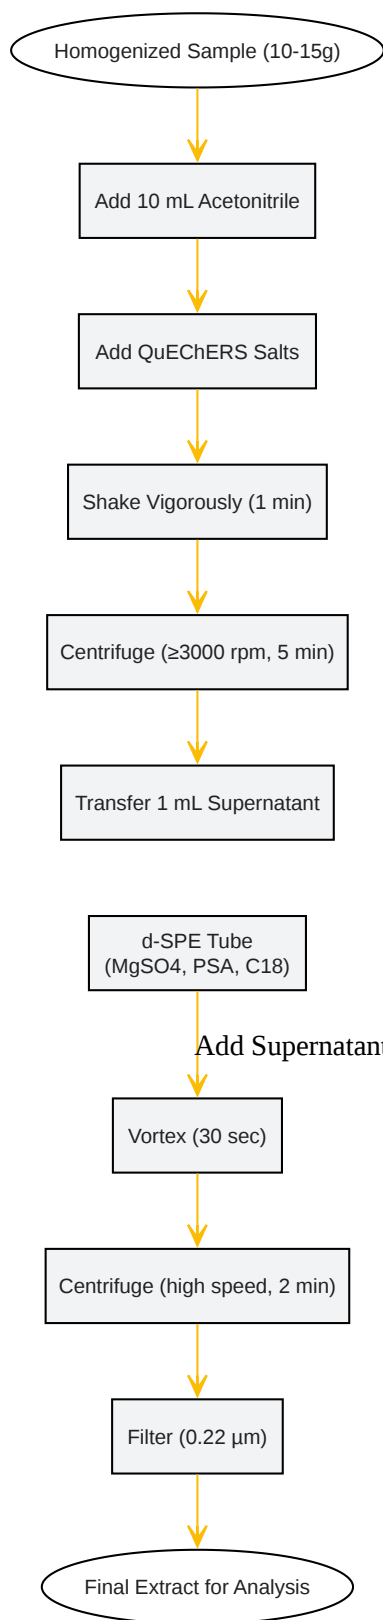 Homogenized Sample (10-15g)
Add 10 mL Acetonitrile
Add QuEChERS Salts
Shake Vigorously (1 min)
Centrifuge (≥3000 rpm, 5 min)
Transfer 1 mL Supernatant
d-SPE Tube
(MgSO4, PSA, C18)
Add Supernatant
Vortex (30 sec)
Centrifuge (high speed, 2 min)
Filter (0.22 µm)
Final Extract for Analysis